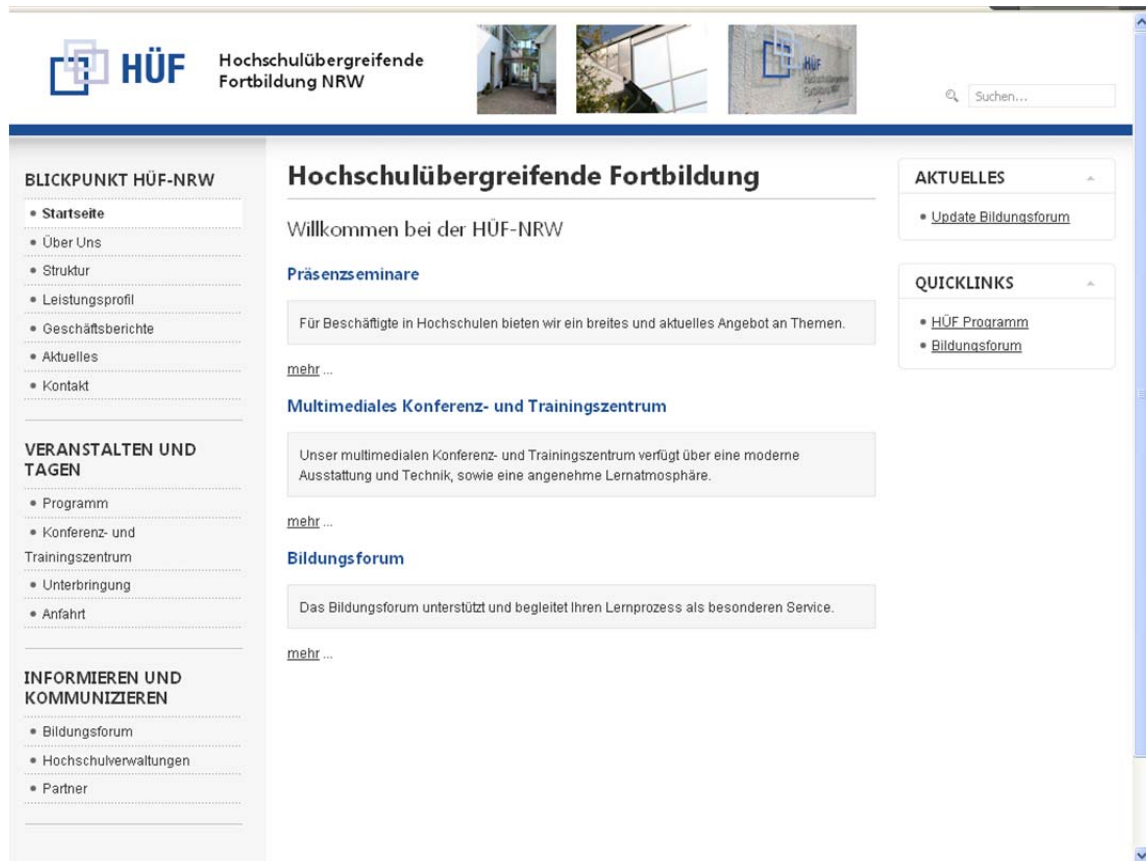 HÜF
Hochschulübergreifende
Fortbildung NRW
HÜF
Hochschulübergreifende
Fortbildung NRW
Suchen...
BLICKPUNKT HÜF-NRW
Startseite
Über Uns
Struktur
Leistungsprofil
Geschäftsberichte
Aktuelles
Kontakt
VERANSTALTEN UND
TAGEN
Programm
Konferenz- und
Trainingszentrum
Unterbringung
Anfahrt
INFORMIEREN UND
KOMMUNIZIEREN
Bildungsforum
Hochschulverwaltungen
Partner
Hochschulübergreifende Fortbildung
Willkommen bei der HÜF-NRW
Präsenzseminare
Für Beschäftigte in Hochschulen bieten wir ein breites und aktuelles Angebot an Themen.
mehr ...
Multimediales Konferenz- und Trainingszentrum
Unser multimedialen Konferenz- und Trainingszentrum verfügt über eine moderne
Ausstattung und Technik, sowie eine angenehme Lernatmosphäre.
mehr ...
Bildungsforum
Das Bildungsforum unterstützt und begleitet Ihren Lernprozess als besonderen Service.
mehr ...
AKTUELLES
Update Bildungsforum
QUICKLINKS
HÜF Programm
Bildungsforum